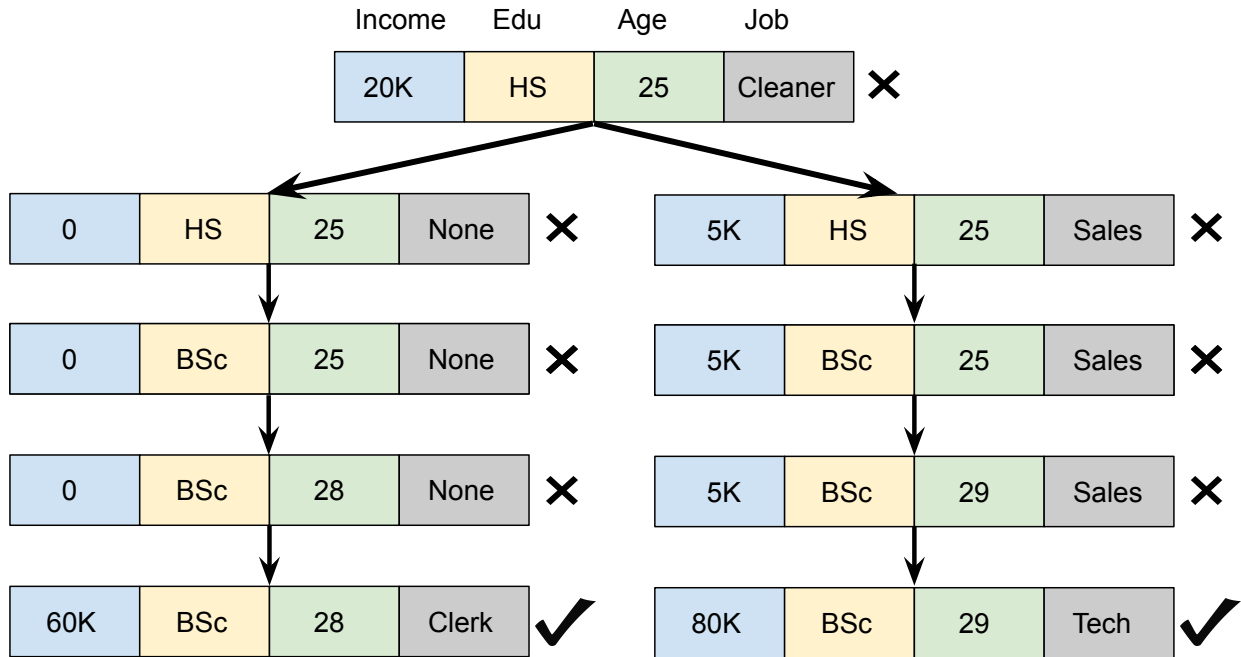 Income Edu Age Job
20K HS 25 Cleaner
0 HS 25 None
5K HS 25 Sales
0 BSc 25 None
5K BSc 25 Sales
0 BSc 28 None
5K BSc 29 Sales
60K BSc 28 Clerk
80K BSc 29 Tech